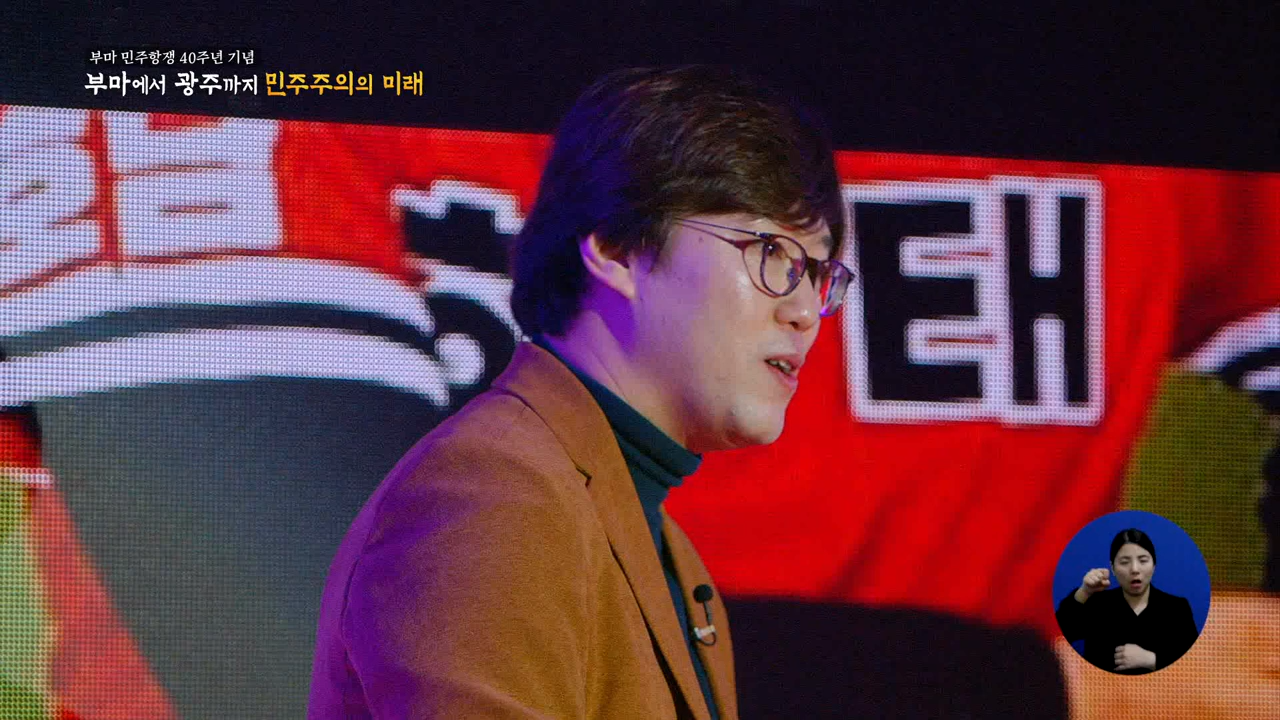 부마 민주항쟁 40주년 기념
부마에서 광주까지 민주주의의 미래
태